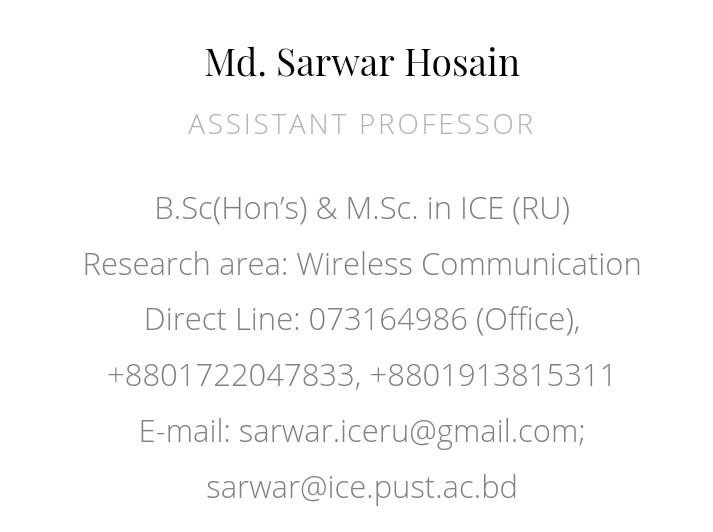 Md. Sarwar Hosain
ASSISTANT PROFESSOR
B.Sc(Hon’s) & M.Sc. in ICE (RU)
Research area: Wireless Communication
Direct Line: 073164986 (Office),
+8801722047833, +8801913815311
E-mail: sarwar.iceru@gmail.com;
sarwar@ice.pust.ac.bd